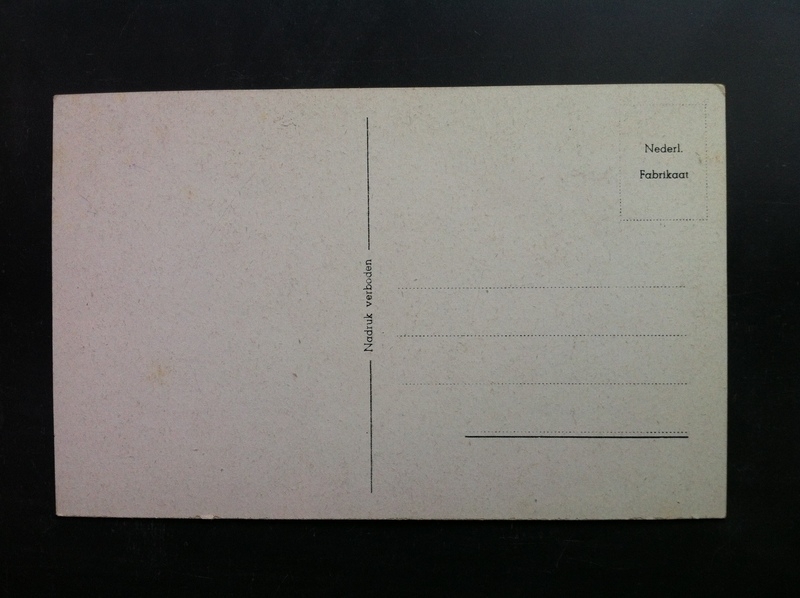 Nederl.
Fabrikaat
Nadruk verboden